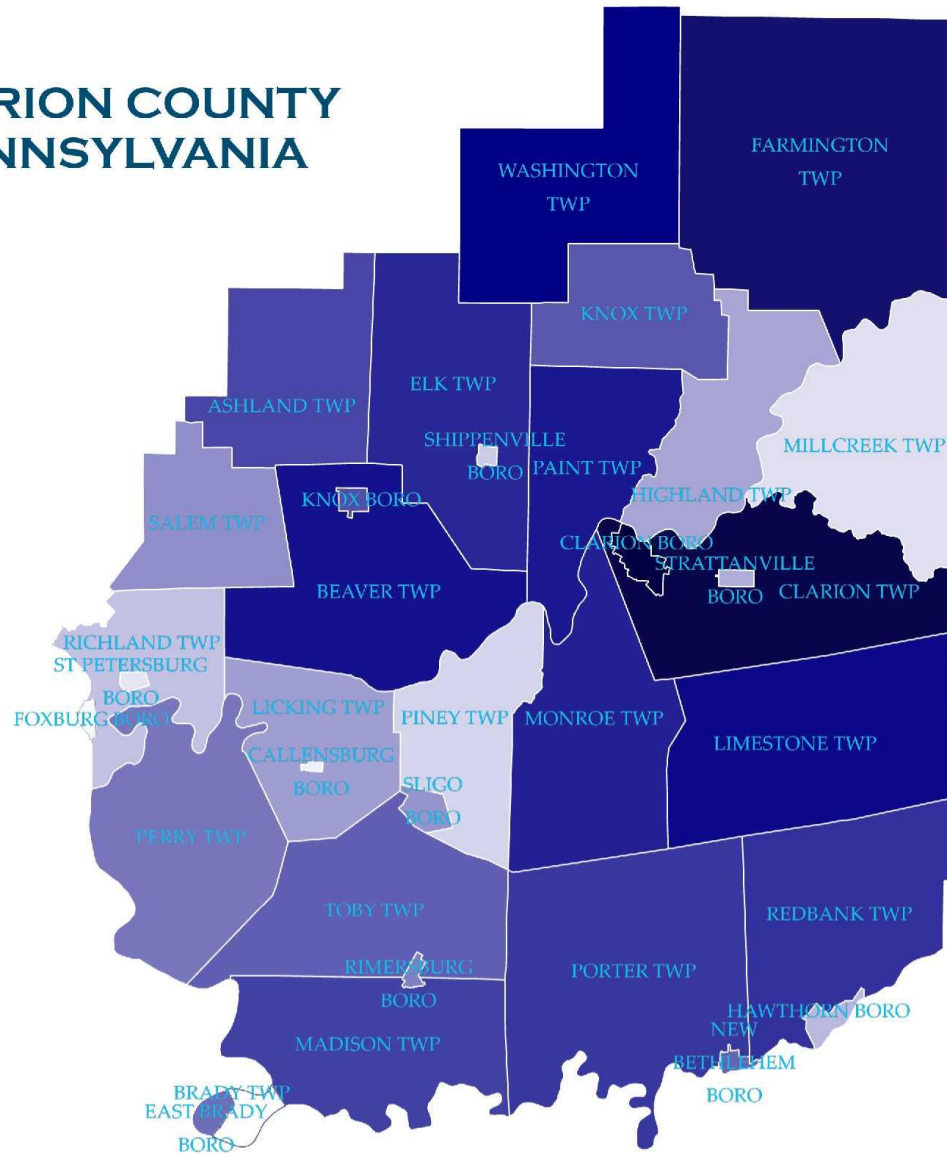 RION COUNTY
NNSYLVANIA
WASHINGTON
TWP
FARMINGTON
TWP
KNOX TWP
ELK TWP
ASHLAND TWP
SHIPPENVILLE
BORO
PAINT TWP
MILLCREEK TWP
HIGHLAND TWP
KNOX BORO
SALEM TWP
CLARION BORO
STRATTANVILLE
BORO
CLARION TWP
BEAVER TWP
RICHLAND TWP
ST PETERSBURG
BORO
FOXBURG BORO
LICKING TWP
PINEY TWP
MONROE TWP
LIMESTONE TWP
CALLENSBURG
BORO
SLIGO
BORO
PERRY TWP
TOBY TWP
REDBANK TWP
RIMERSBURG
BORO
PORTER TWP
HAWTHORN BORO
NEW
BETHLEHEM
BORO
MADISON TWP
BRADY TWP
EAST BRADY
BORO